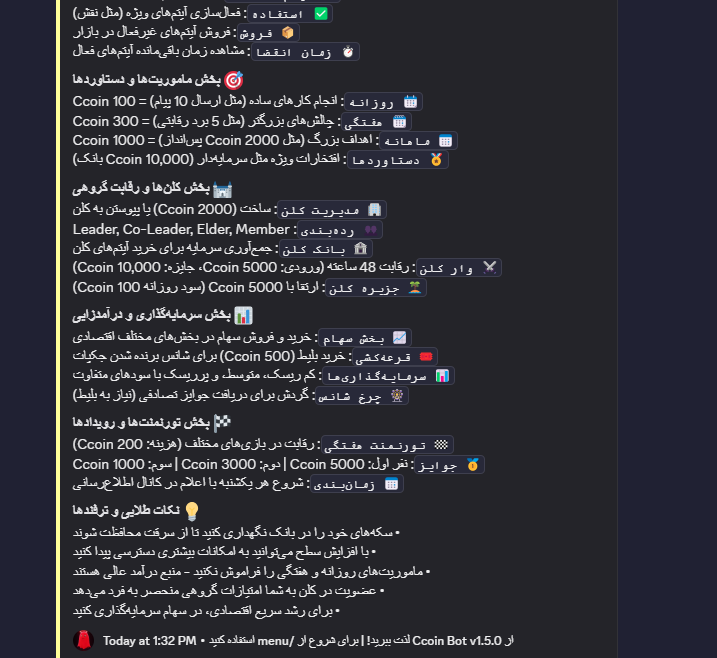 ✅ استفاده : فعال‌سازی آیتم‌های ویژه (مثل نقش)
📦 فروش : فروش آیتم‌های غیرفعال در بازار
⏱️ زمان انقضا : مشاهده زمان باقی‌مانده آیتم‌های فعال
🎯 بخش ماموریت‌ها و دستاوردها
📅 روزانه : انجام کارهای ساده (مثل ارسال 10 پیام) = 100 Ccoin
📅 هفتگی : چالش‌های بزرگتر (مثل 5 برد رقابتی) = 300 Ccoin
📅 ماهانه : اهداف بزرگ (مثل 2000 Ccoin پس‌انداز) = 1000 Ccoin
🏅 دستاوردها : افتخارات ویژه مثل سرمایه‌دار (10,000 Ccoin بانک)
🏰 بخش کلن‌ها و رقابت گروهی
🏢 مدیریت کلن : ساخت (2000 Ccoin) یا پیوستن به کلن
👥 رده‌بندی : Leader, Co-Leader, Elder, Member
🏦 بانک کلن : جمع‌آوری سرمایه برای خرید آیتم‌های کلن
⚔️ وار کلن : رقابت 48 ساعته (ورودی: 5000 Ccoin، جایزه: 10,000 Ccoin)
🏝️ جزیره کلن : ارتقا با 5000 Ccoin (سود روزانه 100 Ccoin)
📊 بخش سرمایه‌گذاری و درآمدزایی
📈 بخش سهام : خرید و فروش سهام در بخش‌های مختلف اقتصادی
🎟️ قرعه‌کشی : خرید بلیط (500 Ccoin) برای شانس برنده شدن جکپات
📊 سرمایه‌گذاری‌ها : کم ریسک، متوسط، و پرریسک با سودهای متفاوت
🎡 چرخ شانس : گردش برای دریافت جوایز تصادفی (نیاز به بلیط)
🏁 بخش تورنمنت‌ها و رویدادها
🏁 تورنمنت هفتگی : رقابت در بازی‌های مختلف (هزینه: 200 Ccoin)
🥇 جوایز : نفر اول: 5000 Ccoin | دوم: 3000 Ccoin | سوم: 1000 Ccoin
📅 زمان‌بندی : شروع هر یکشنبه با اعلام در کانال اطلاع‌رسانی
💡 نکات طلایی و ترفندها
• سکه‌های خود را در بانک نگهداری کنید تا از سرقت محافظت شوند
• با افزایش سطح می‌توانید به امکانات بیشتری دسترسی پیدا کنید
• ماموریت‌های روزانه و هفتگی را فراموش نکنید - منبع درآمد عالی هستند
• عضویت در کلن به شما امتیازات گروهی منحصر به فرد می‌دهد
• برای رشد سریع اقتصادی، در سهام سرمایه‌گذاری کنید
از Ccoin Bot v1.5.0 لذت ببرید! | برای شروع از /menu استفاده کنید • Today at 1:32 PM